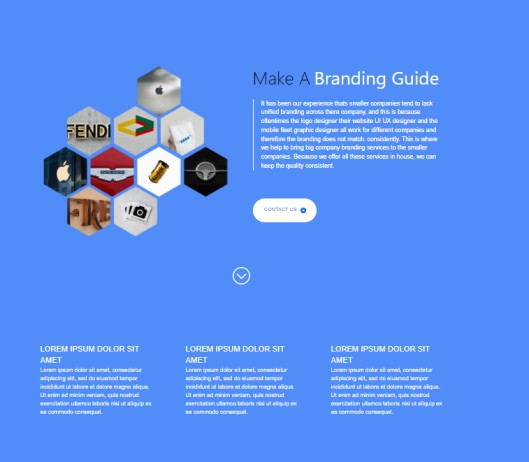 FENDI
FIRE
Make A Branding Guide
It has been our experience thats smaller companies tend to lack
unified branding across there company, and this is because
oftentimes the logo designer their website UI UX designer and the
mobile fleet graphic designer all work for different companies and
therefore the branding does not match. consistently. This is where
we help to bring big company branding services to the smaller
companies. Because we offer all these services in house, we can
keep the quality consistent.
CONTACT US
LOREM IPSUM DOLOR SIT
AMET
Lorem ipsum dolor sit amet, consectetur
adipiscing elit, sed do eiusmod tempor
incididunt ut labore et dolore magna aliqua.
Ut enim ad minim veniam, quis nostrud
exercitation ullamco laboris nisi ut aliquip ex
ea commodo consequat.
LOREM IPSUM DOLOR SIT
AMET
Lorem ipsum dolor sit amet, consectetur
adipiscing elit, sed do eiusmod tempor
incididunt ut labore et dolore magna aliqua.
Ut enim ad minim veniam, quis nostrud
exercitation ullamco laboris nisi ut aliquip ex
ea commodo consequat.
LOREM IPSUM DOLOR SIT
AMET
Lorem ipsum dolor sit amet, consectetur
adipiscing elit, sed do eiusmod tempor
incididunt ut labore et dolore magna aliqua.
Ut enim ad minim veniam, quis nostrud
exercitation ullamco laboris nisi ut aliquip ex
ea commodo consequat.